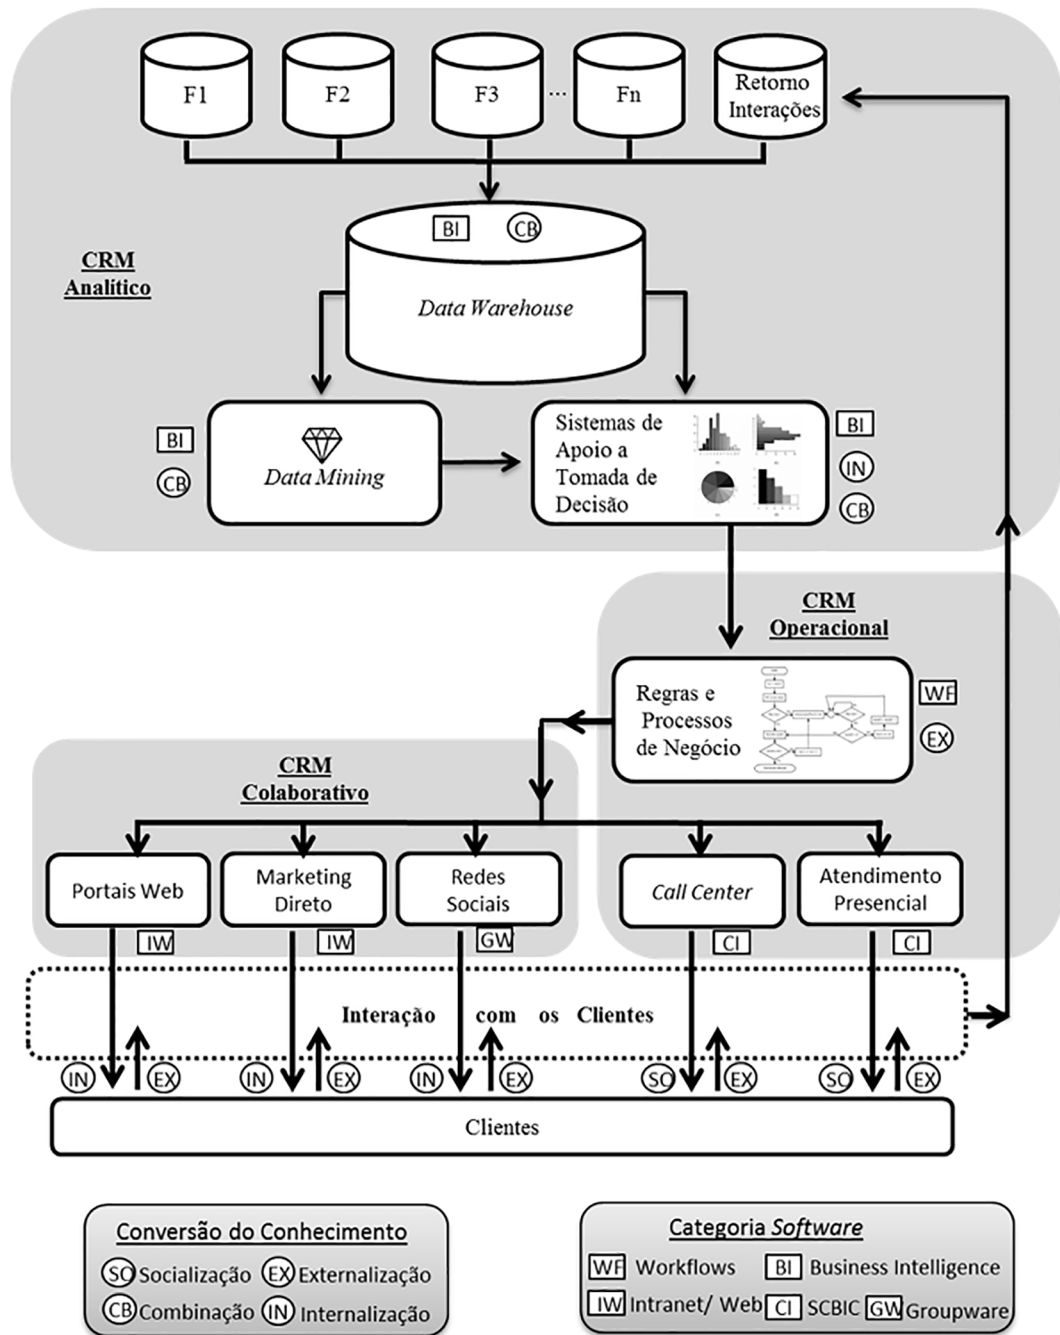 F1
F2
F3
...
Fn
Retorno
Interações
BI
CB
CRM
Analítico
Data Warehouse
BI
CB
Data Mining
Sistemas de
Apoio a
Tomada de
Decisão
BI
IN
CB
CRM
Operacional
Regras e
Processos
de Negócio
WF
EX
CRM
Colaborativo
Portais Web
Marketing
Direto
Redes
Sociais
Call Center
Atendimento
Presencial
IW
IW
GW
CI
CI
Interação com os Clientes
IN
EX
IN
EX
IN
EX
SO
EX
SO
EX
Clientes
Conversão do Conhecimento
SO Socialização
EX Externalização
CB Combinação
IN Internalização
Categoria Software
WF Workflows
BI Business Intelligence
IW Intranet/ Web
CI SCBIC
GW Groupware